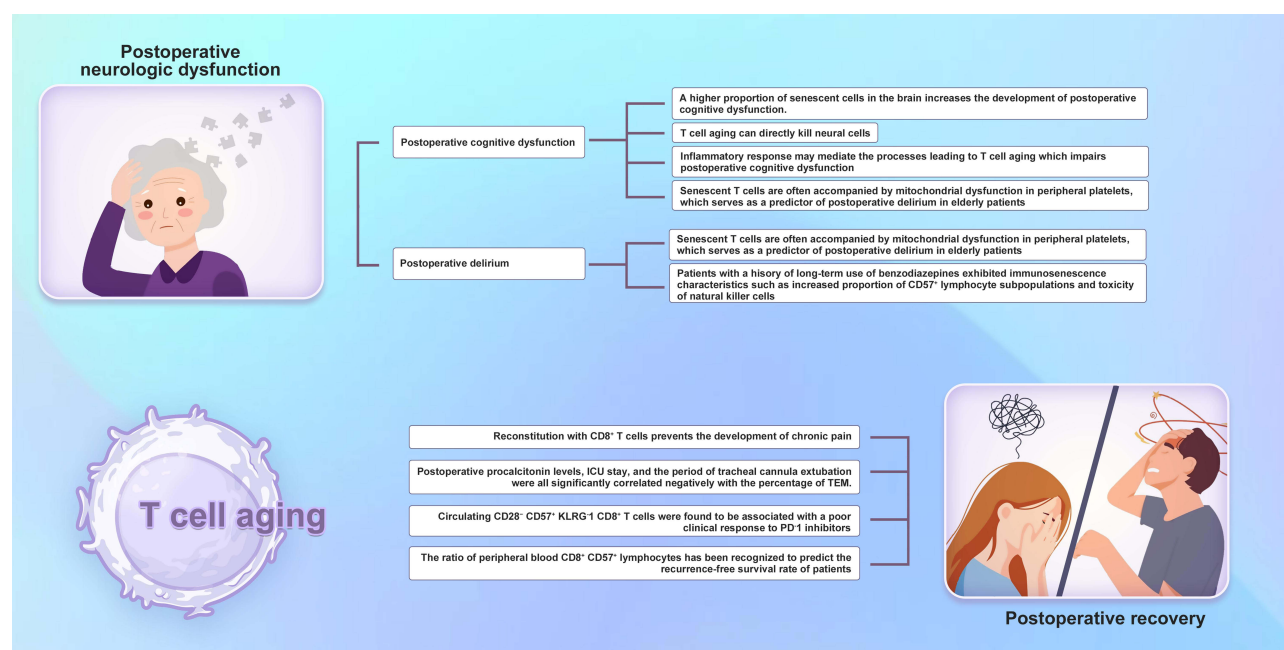 Postoperative
neurologic dysfunction
Postoperative cognitive dysfunction
A higher proportion of senescent cells in the brain increases the development of postoperative
cognitive dysfunction.
T cell aging can directly kill neural cells
Inflammatory response may mediate the processes leading to T cell aging which impairs
postoperative cognitive dysfunction
Senescent T cells are often accompanied by mitochondrial dysfunction in peripheral platelets,
which serves as a predictor of postoperative delirium in elderly patients
Postoperative delirium
Senescent T cells are often accompanied by mitochondrial dysfunction in peripheral platelets,
which serves as a predictor of postoperative delirium in elderly patients
Patients with a hisory of long-term use of benzodiazepines exhibited immunosenescence
characteristics such as increased proportion of CD57⁺ lymphocyte subpopulations and toxicity
of natural killer cells
T cell aging
Reconstitution with CD8⁺ T cells prevents the development of chronic pain
Postoperative procalcitonin levels, ICU stay, and the period of tracheal cannula extubation
were all significantly correlated negatively with the percentage of TEM.
Circulating CD28⁻ CD57⁺ KLRG⁻1 CD8⁺ T cells were found to be associated with a poor
clinical response to PD⁻1 inhibitors
The ratio of peripheral blood CD8⁺ CD57⁺ lymphocytes has been recognized to predict the
recurrence-free survival rate of patients
Postoperative recovery